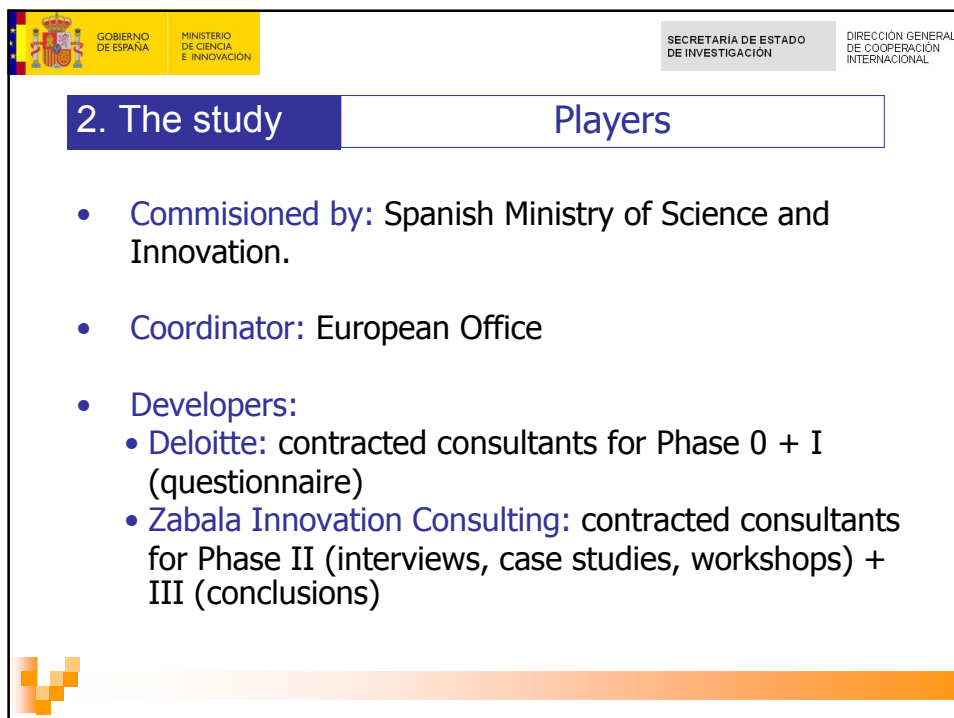 GOBIERNO
DE ESPAÑA
MINISTERIO
DE CIENCIA
E INNOVACIÓN
SECRETARÍA DE ESTADO
DE INVESTIGACIÓN
DIRECCIÓN GENERAL
DE COOPERACIÓN
INTERNACIONAL
2. The study
Players
• Commisioned by: Spanish Ministry of Science and
Innovation.
• Coordinator: European Office
• Developers:
• Deloitte: contracted consultants for Phase 0 + I
(questionnaire)
• Zabala Innovation Consulting: contracted consultants
for Phase II (interviews, case studies, workshops) +
III (conclusions)